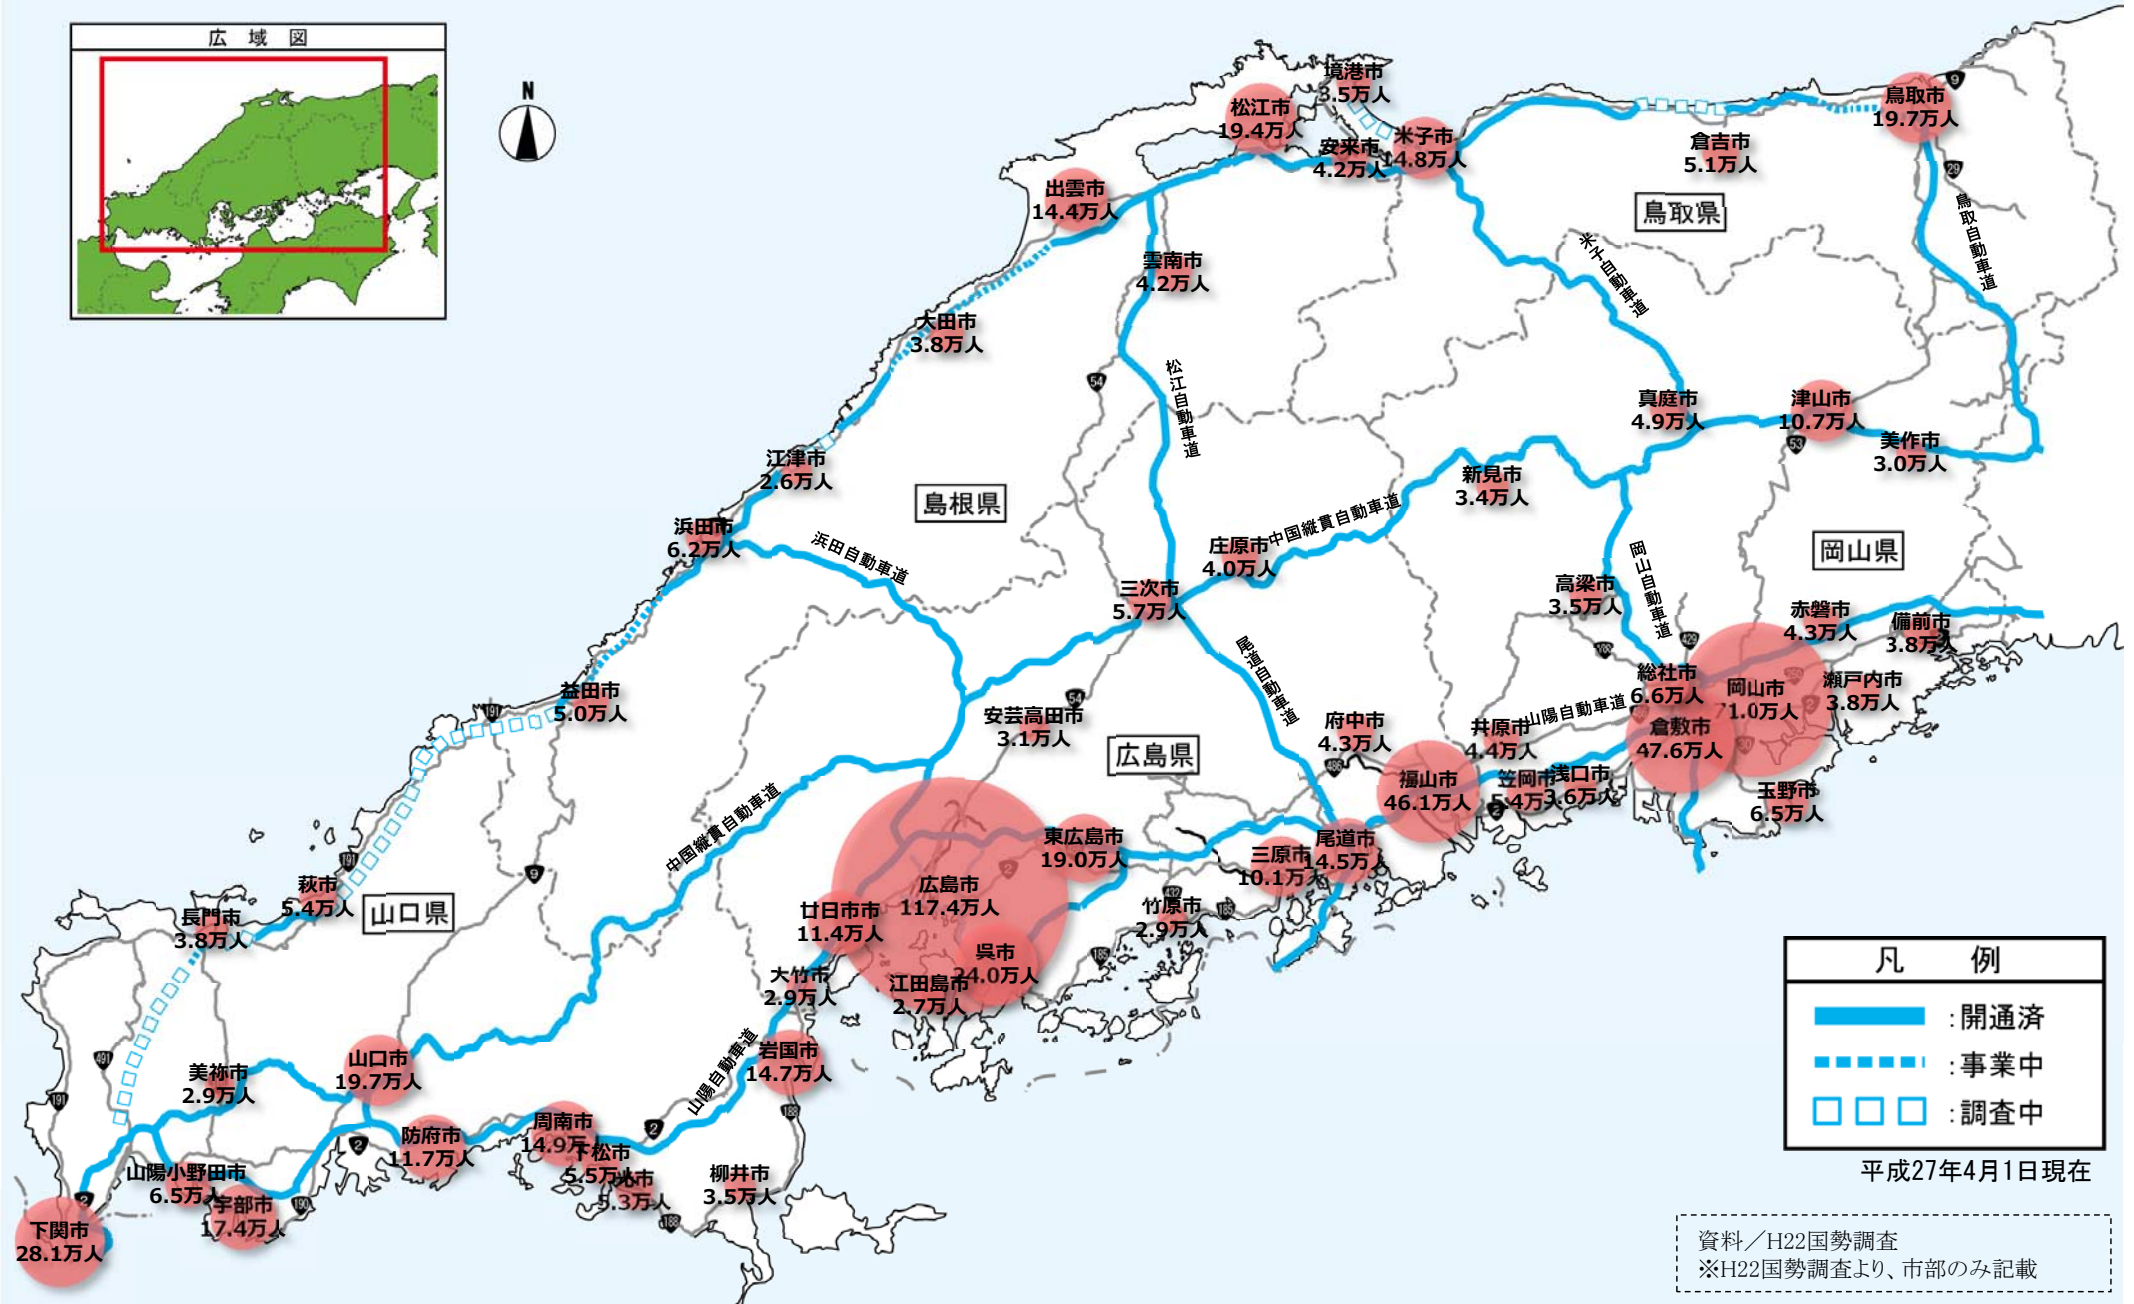 広域図
N
境港市
3.5万人
松江市
19.4万人
安来市
4.2万人
米子市
14.8万人
倉吉市
5.1万人
鳥取市
19.7万人
9
29
鳥取県
鳥取自動車道
米子自動車道
出雲市
14.4万人
雲南市
4.2万人
大田市
3.8万人
54
松江自動車道
江津市
2.6万人
島根県
浜田市
6.2万人
浜田自動車道
真庭市
4.9万人
津山市
10.7万人
53
美作市
3.0万人
新見市
3.4万人
中国縦貫自動車道
庄原市
4.0万人
三次市
5.7万人
岡山県
岡山自動車道
高梁市
3.5万人
赤磐市
4.3万人
備前市
3.8万人
429
総社市
6.6万人
岡山市
71.0万人
瀬戸内市
3.8万人
2
30
倉敷市
47.6万人
玉野市
6.5万人
山陽自動車道
井原市
4.4万人
笠岡市
5.4万人
浅口市
3.6万人
2
尾道自動車道
府中市
4.3万人
486
福山市
46.1万人
益田市
5.0万人
191
安芸高田市
3.1万人
54
広島県
中国縦貫自動車道
東広島市
19.0万人
三原市
10.1万人
尾道市
14.5万人
広島市
117.4万人
2
廿日市市
11.4万人
呉市
24.0万人
江田島市
2.7万人
竹原市
2.9万人
432
185
185
大竹市
2.9万人
191
萩市
5.4万人
長門市
3.8万人
山口県
9
491
191
美祢市
2.9万人
山口市
19.7万人
岩国市
14.7万人
山陽自動車道
188
防府市
11.7万人
周南市
14.9万人
2
下松市
5.5万人
光市
5.3万人
柳井市
3.5万人
188
2
山陽小野田市
6.5万人
宇部市
17.4万人
190
2
下関市
28.1万人
凡例
:開通済
:事業中
:調査中
平成27年4月1日現在
資料／H22国勢調査
※H22国勢調査より、市部のみ記載